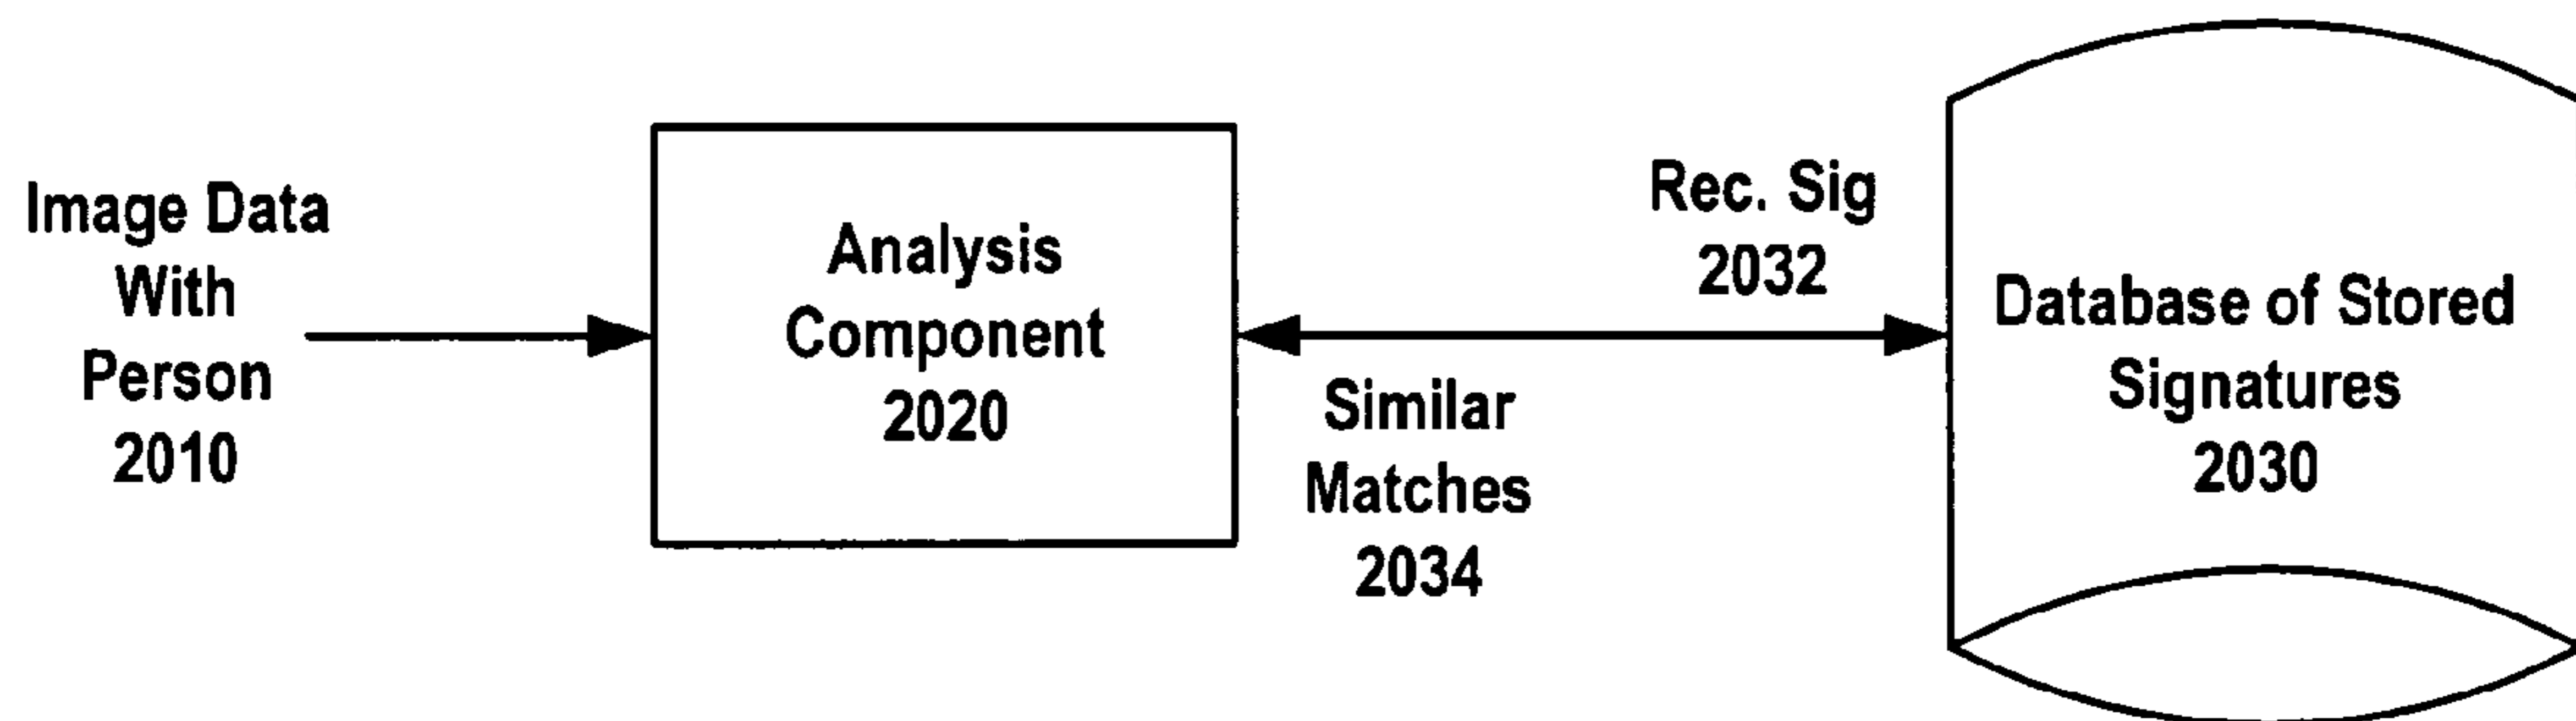 Image Data
With
Person
2010
Analysis
Component
2020
Rec. Sig
2032
Similar
Matches
2034
Database of Stored
Signatures
2030